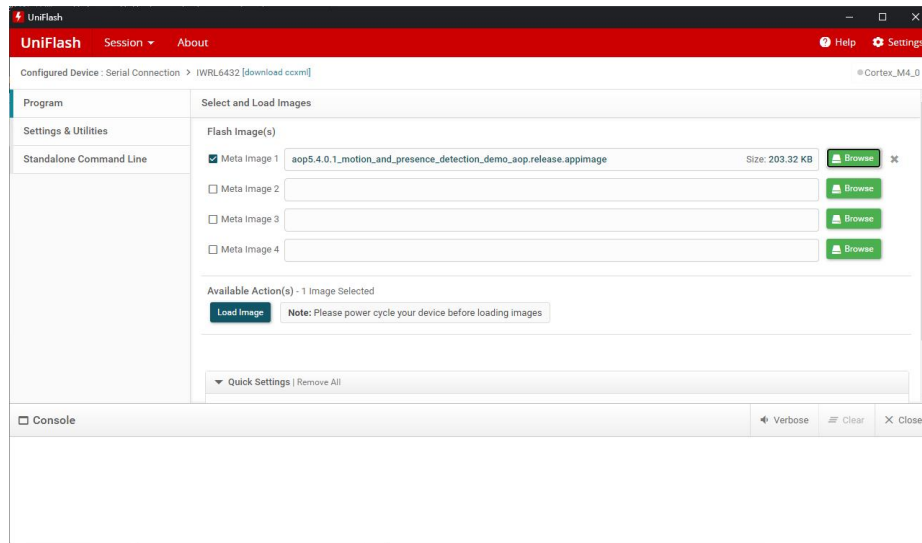 UniFlash
UniFlash Session About Help Settings
Configured Device : Serial Connection > IWRL6432 [download ccxml] Cortex_M4_0
Program
Settings & Utilities
Standalone Command Line
Select and Load Images
Flash Image(s)
Meta Image 1 aop5.4.0.1_motion_and_presence_detection_demo_aop.release.appimage Size: 203.32 KB Browse
Meta Image 2 Browse
Meta Image 3 Browse
Meta Image 4 Browse
Available Action(s) - 1 Image Selected
Load Image Note: Please power cycle your device before loading images
Quick Settings | Remove All
Console Verbose Clear Close